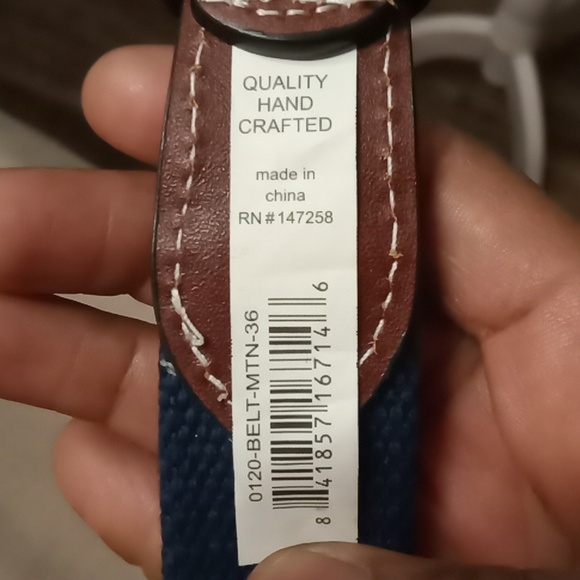 QUALITY
HAND
CRAFTED
made in
china
RN#147258
0120-BELT-MTN-36
8 41857 16714 6